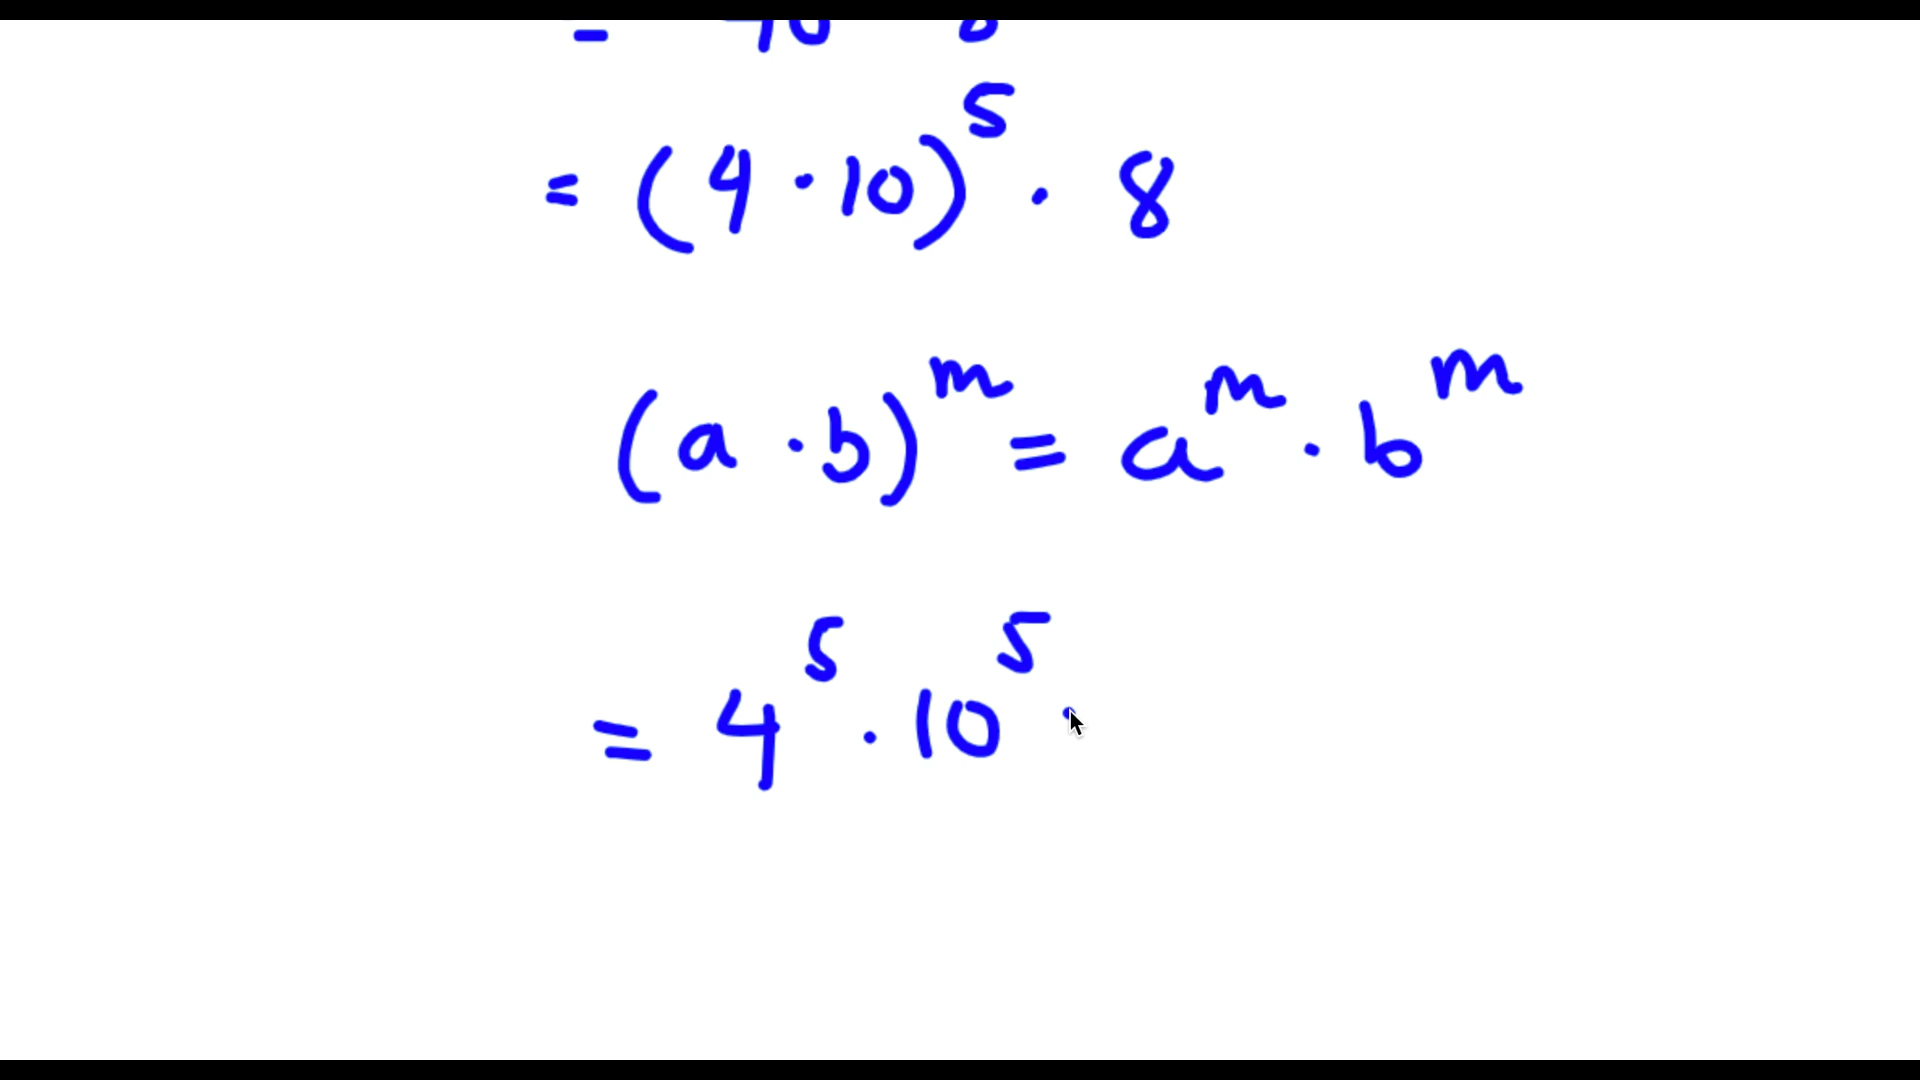 = (4 · 10)⁵ · 8
(a · b)ᵐ = aᵐ · bᵐ
= 4⁵ · 10⁵ ·